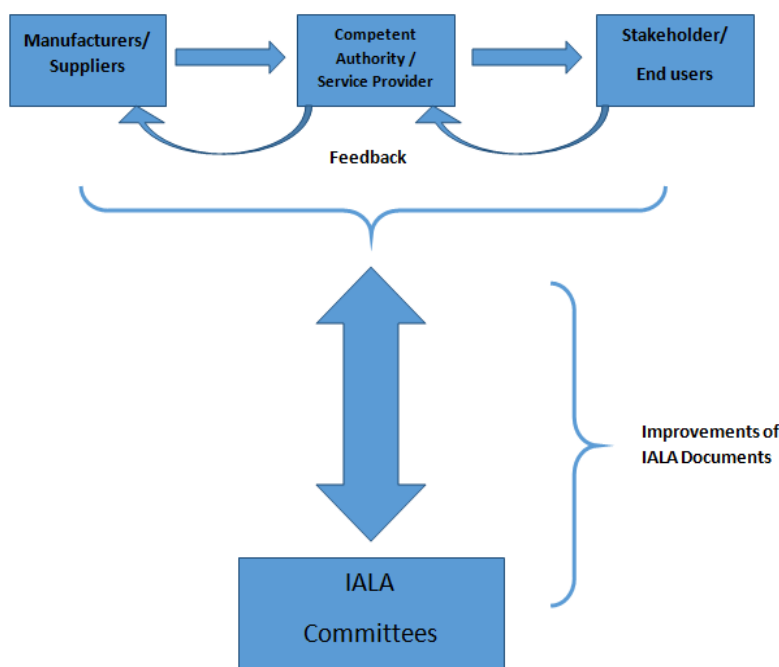 Manufacturers/
Suppliers
Competent
Authority /
Service Provider
Stakeholder/
End users
Feedback
Improvements of
IALA Documents
IALA
Committees